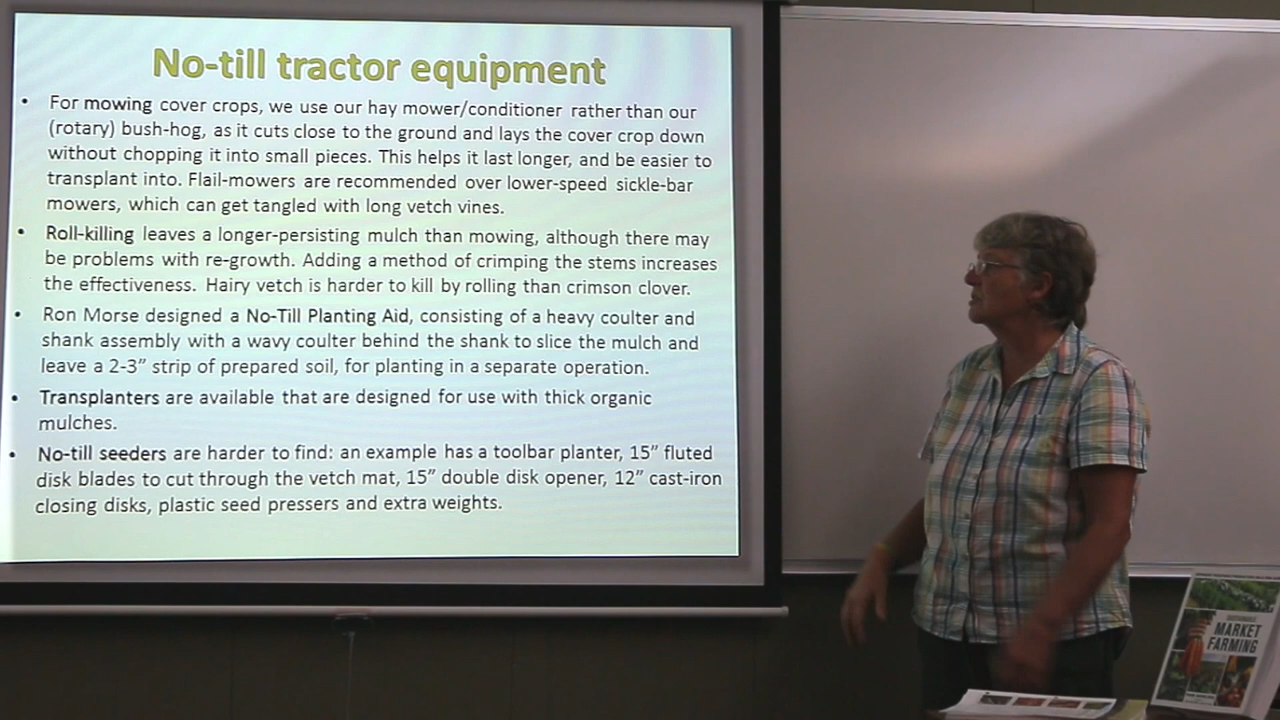 No-till tractor equipment
• For mowing cover crops, we use our hay mower/conditioner rather than our
(rotary) bush-hog, as it cuts close to the ground and lays the cover crop down
without chopping it into small pieces. This helps it last longer, and be easier to
transplant into. Flail-mowers are recommended over lower-speed sickle-bar
mowers, which can get tangled with long vetch vines.
• Roll-killing leaves a longer-persisting mulch than mowing, although there may
be problems with re-growth. Adding a method of crimping the stems increases
the effectiveness. Hairy vetch is harder to kill by rolling than crimson clover.
• Ron Morse designed a No-Till Planting Aid, consisting of a heavy coulter and
shank assembly with a wavy coulter behind the shank to slice the mulch and
leave a 2-3” strip of prepared soil, for planting in a separate operation.
• Transplanters are available that are designed for use with thick organic
mulches.
• No-till seeders are harder to find: an example has a toolbar planter, 15” fluted
disk blades to cut through the vetch mat, 15” double disk opener, 12” cast-iron
closing disks, plastic seed pressers and extra weights.
SUSTAINABLE
MARKET
FARMING